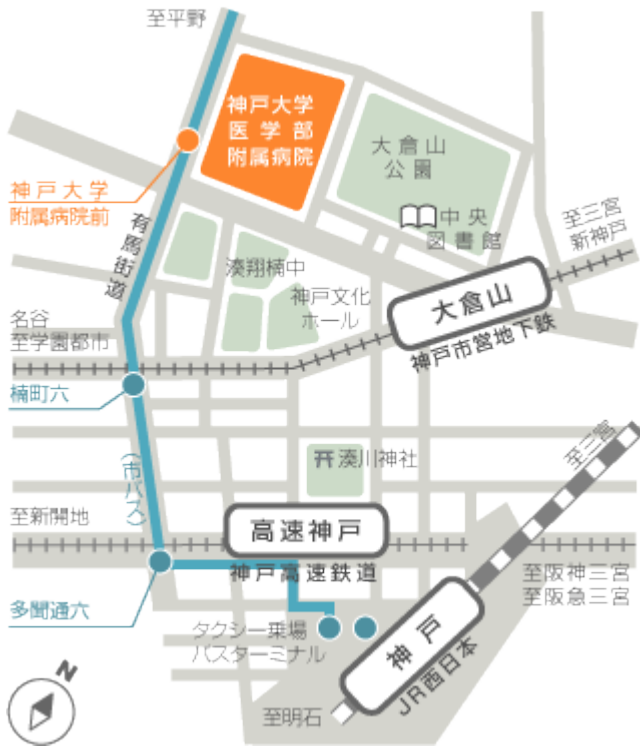 至平野
神戸大学
医学部
附属病院
大倉山
公園
神戸大学
附属病院前
中央
図書館
有馬街道
至三宮
新神戸
湊翔楠中
神戸文化
ホール
大倉山
神戸市営地下鉄
名谷
至学園都市
楠町六
(市バス)
湊川神社
至三宮
至新開地
高速神戸
神戸高速鉄道
至阪神三宮
至阪急三宮
多聞通六
タクシー乗場
バスターミナル
神戸
JR西日本
至明石
N